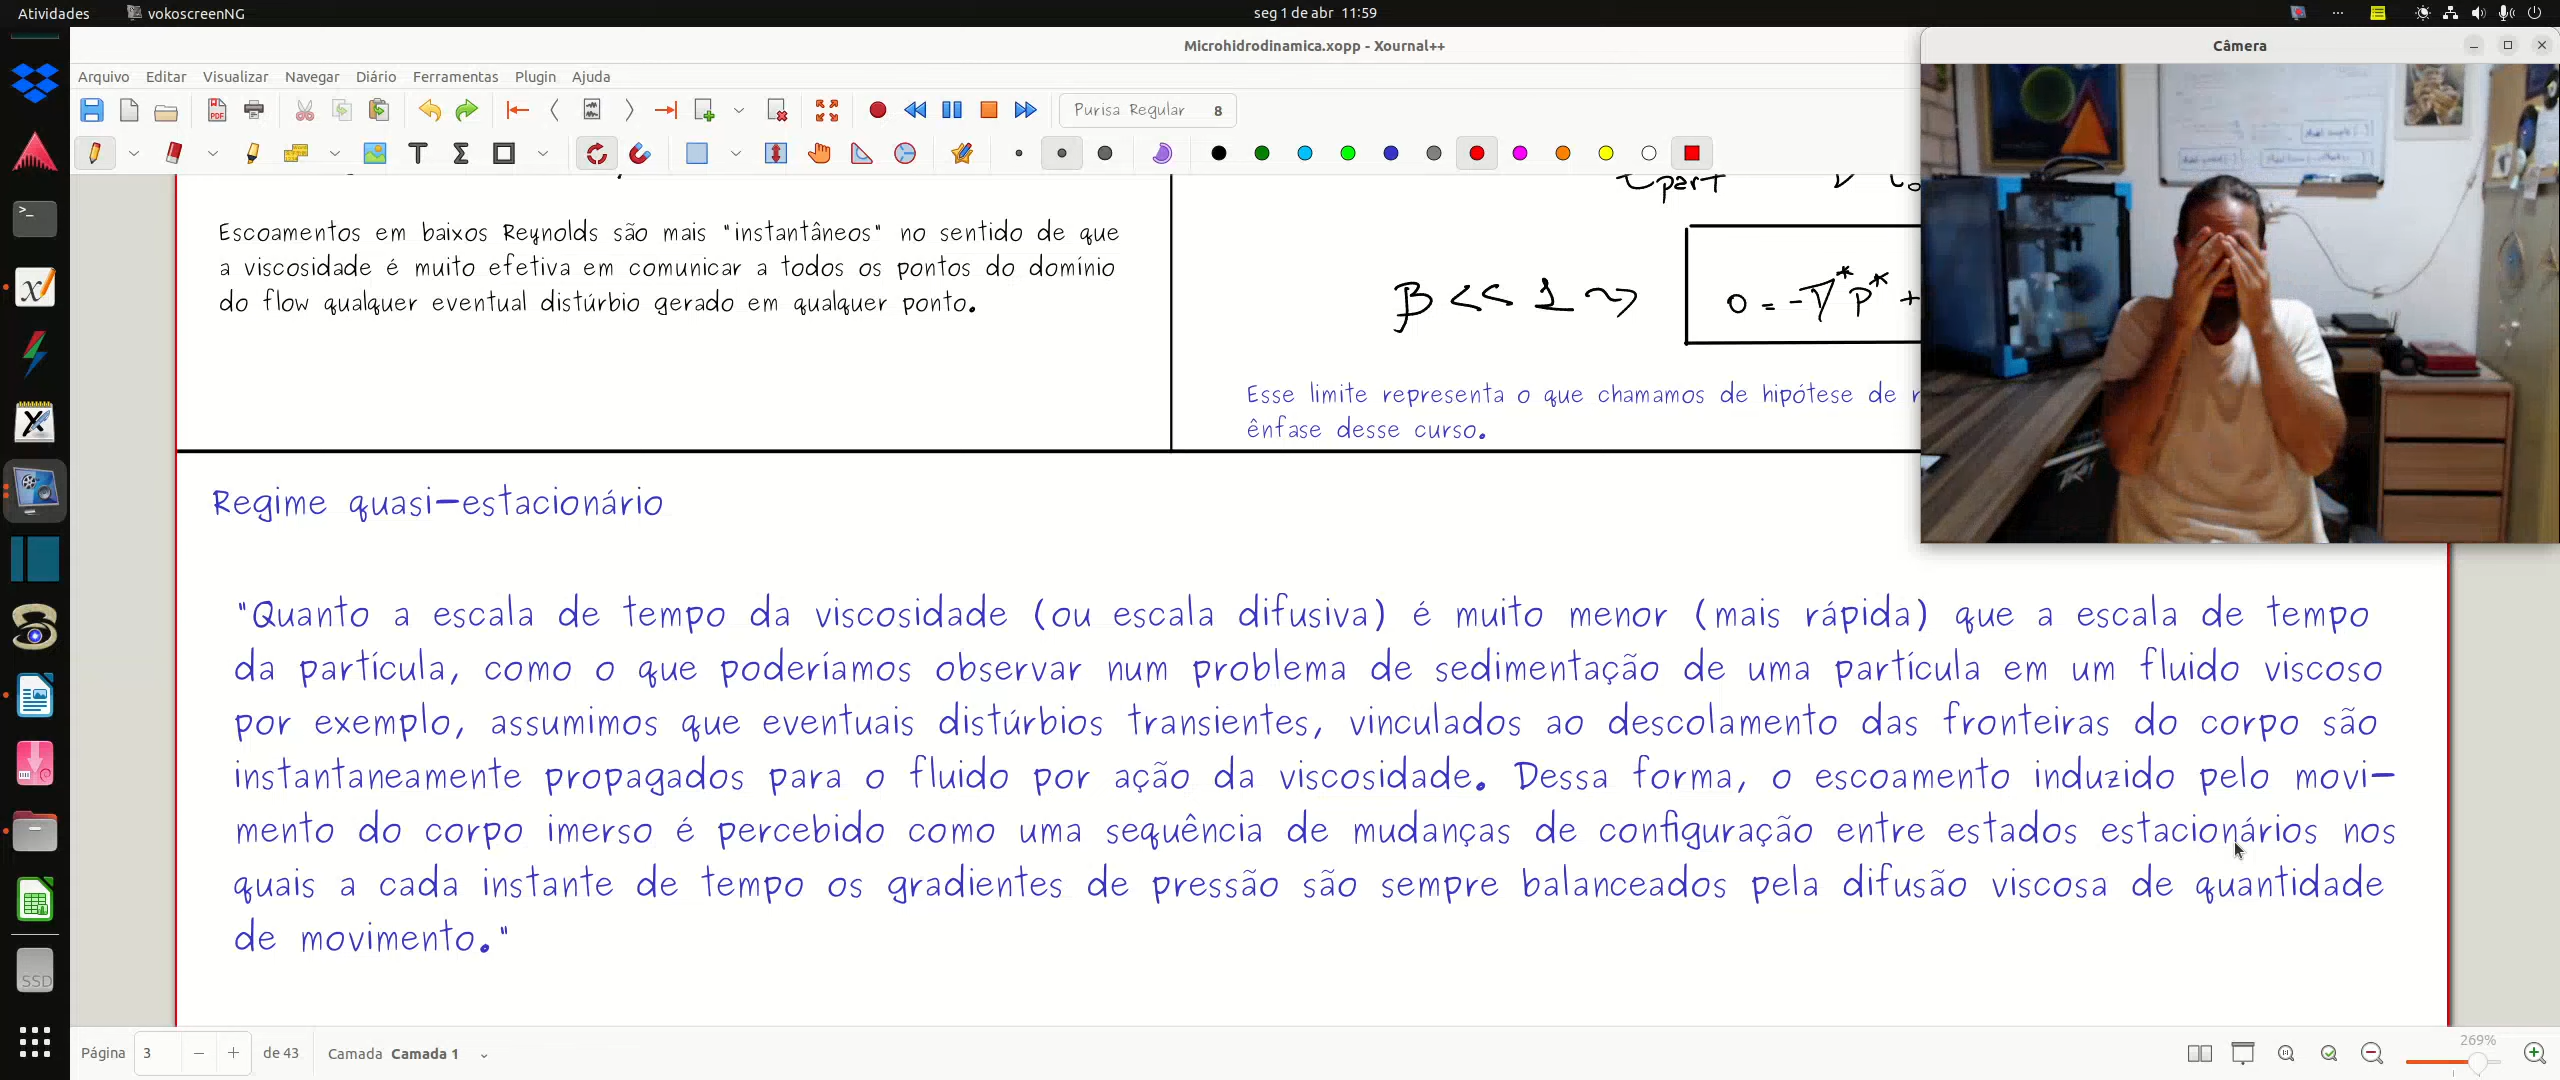 Atividades
vokoscreenNG
seg 1 de abr 11:59
Microhidrodinamica.xopp - Xournal++
Câmera
Arquivo Editar Visualizar Navegar Diário Ferramentas Plugin Ajuda
Purisa Regular 8
Escoamentos em baixos Reynolds são mais "instantâneos" no sentido de que
a viscosidade é muito efetiva em comunicar a todos os pontos do domínio
do flow qualquer eventual distúrbio gerado em qualquer ponto.
part
β << 1 ~>
0 = -∇* p* +
Esse limite representa o que chamamos de hipótese de
ênfase desse curso.
Regime quasi-estacionário
"Quanto a escala de tempo da viscosidade (ou escala difusiva) é muito menor (mais rápida) que a escala de tempo
da partícula, como o que poderíamos observar num problema de sedimentação de uma partícula em um fluido viscoso
por exemplo, assumimos que eventuais distúrbios transientes, vinculados ao descolamento das fronteiras do corpo são
instantaneamente propagados para o fluido por ação da viscosidade. Dessa forma, o escoamento induzido pelo movi-
mento do corpo imerso é percebido como uma sequência de mudanças de configuração entre estados estacionários nos
quais a cada instante de tempo os gradientes de pressão são sempre balanceados pela difusão viscosa de quantidade
de movimento."
SSD
Página 3 de 43 Camada Camada 1
269%